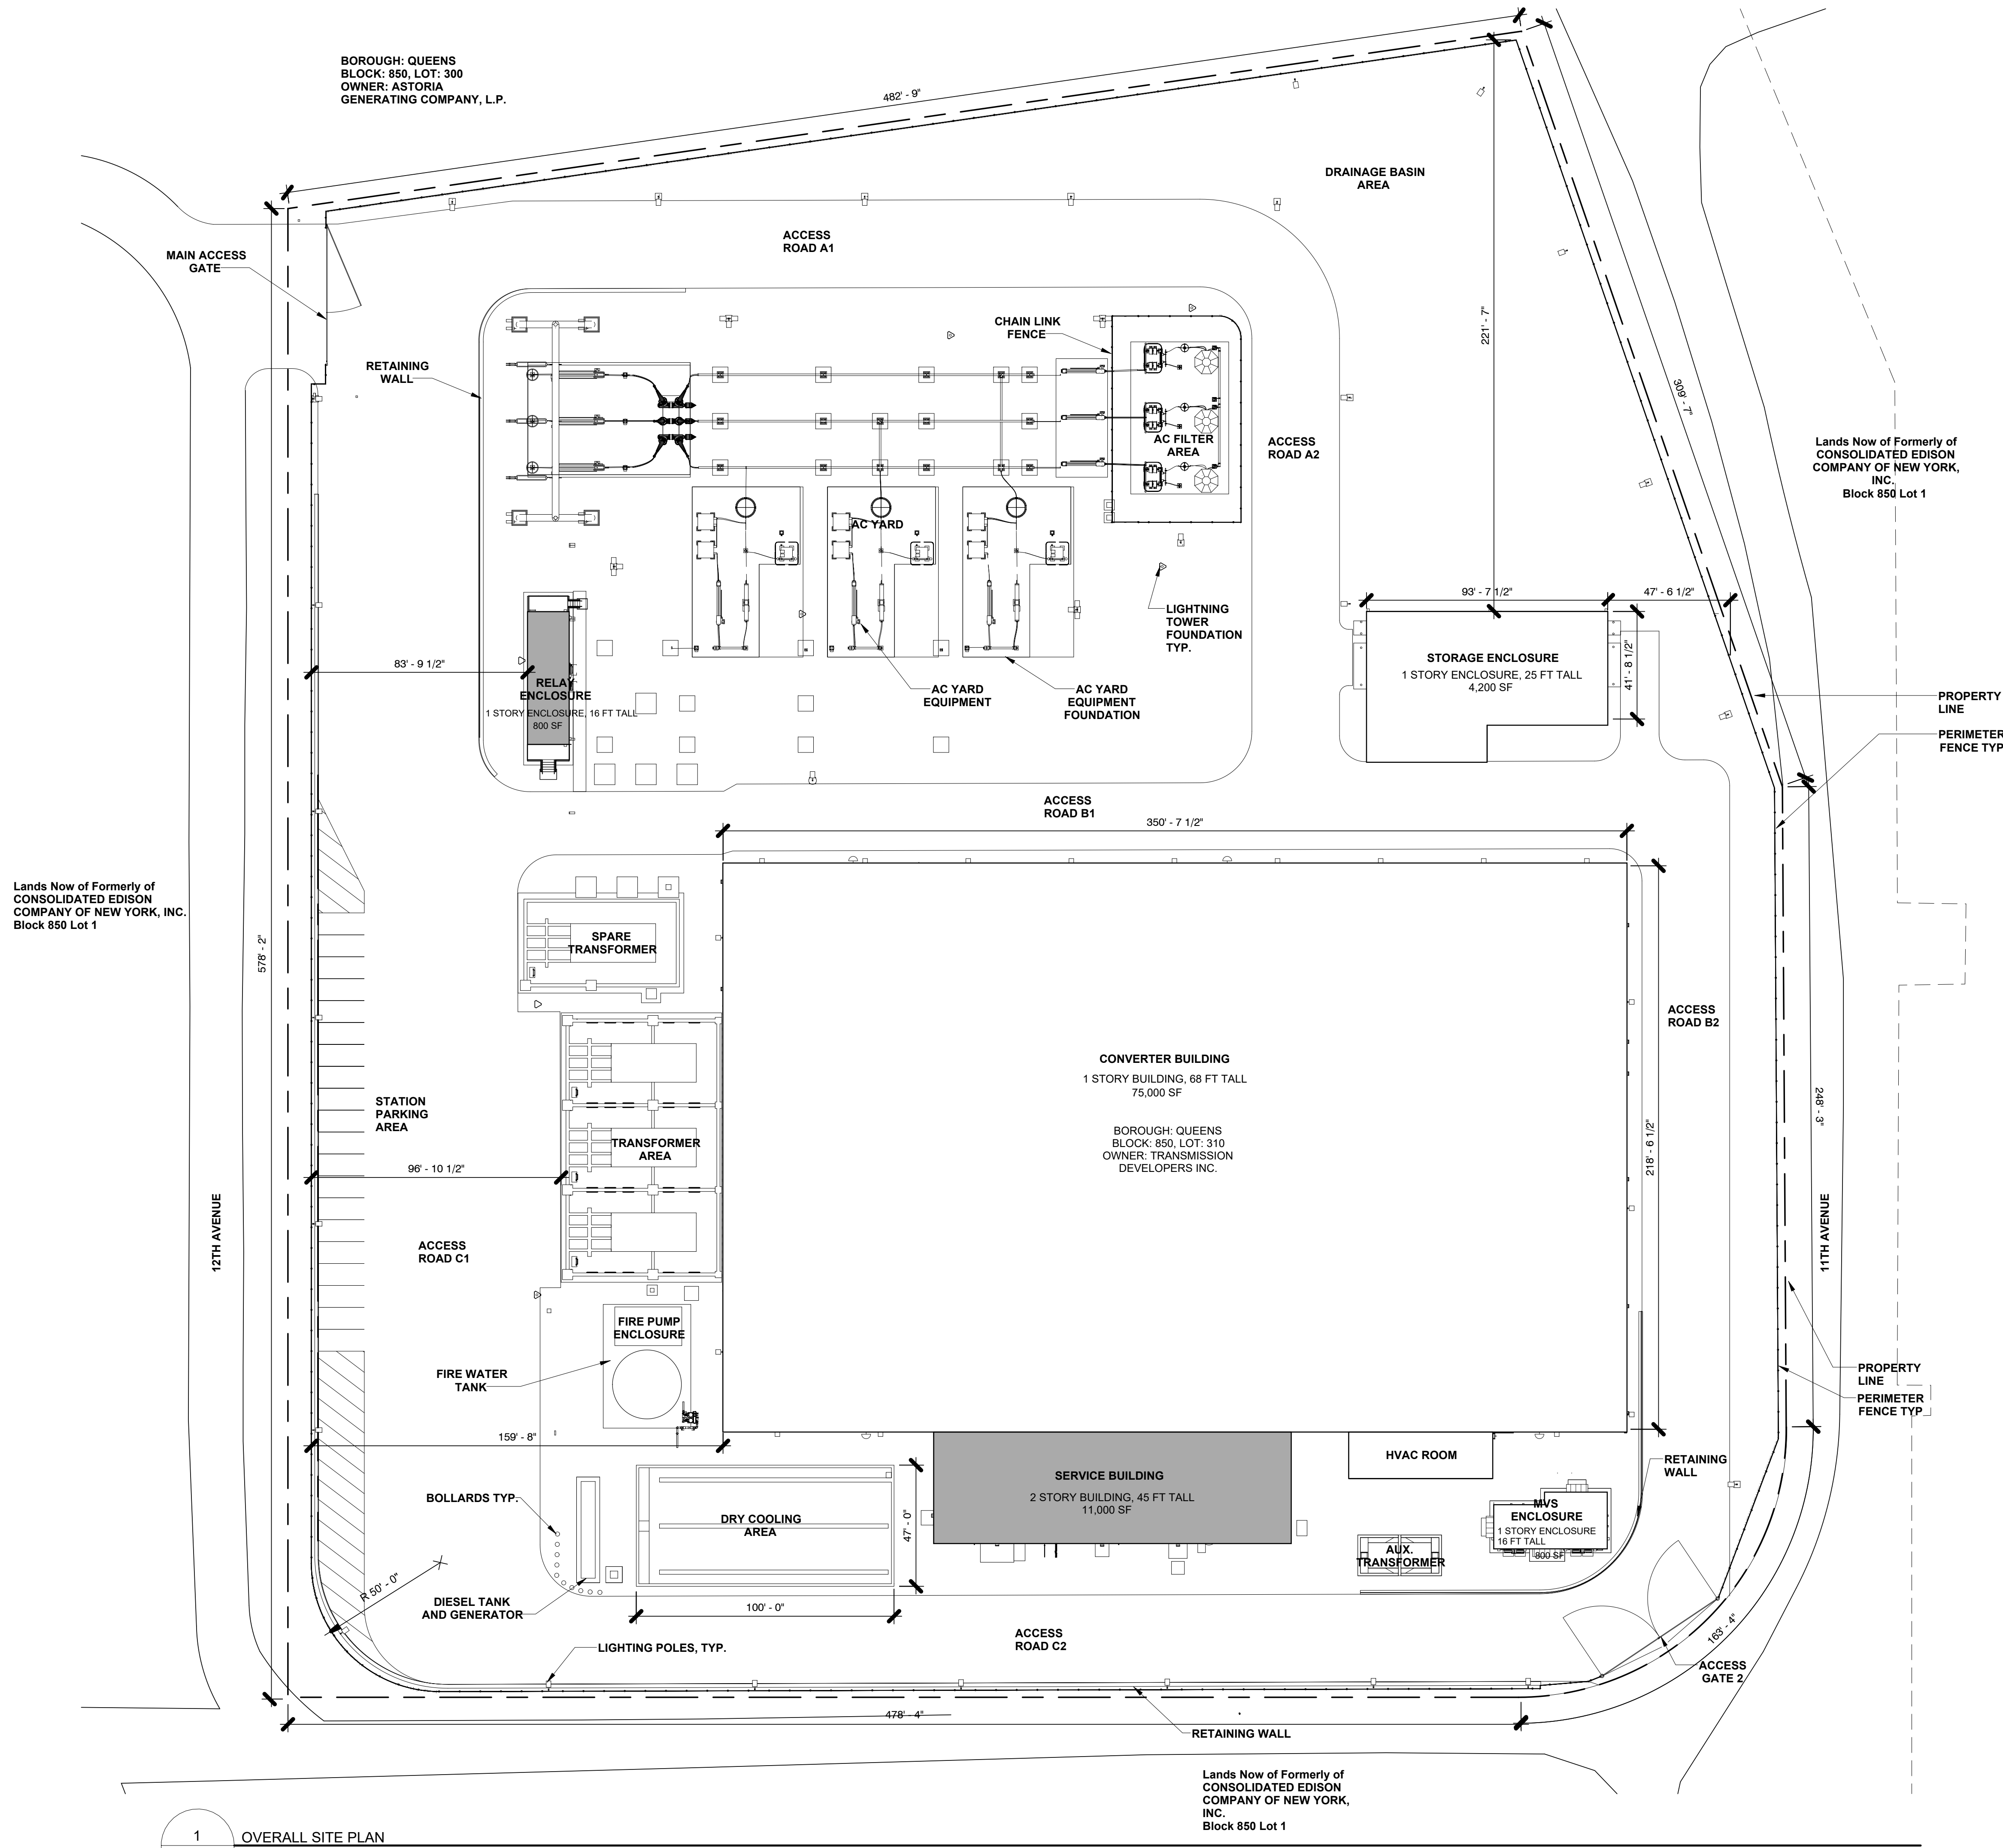 BOROUGH: QUEENS
BLOCK: 850, LOT: 300
OWNER: ASTORIA
GENERATING COMPANY, L.P.
482' - 9"
DRAINAGE BASIN
AREA
ACCESS
ROAD A1
MAIN ACCESS
GATE
CHAIN LINK
FENCE
221' - 7"
RETAINING
WALL
309' - 7"
AC FILTER
AREA
ACCESS
ROAD A2
Lands Now of Formerly of
CONSOLIDATED EDISON
COMPANY OF NEW YORK,
INC.
Block 850 Lot 1
AC YARD
LIGHTNING
TOWER
FOUNDATION
TYP.
93' - 7 1/2"
47' - 6 1/2"
83' - 9 1/2"
RELAY
ENCLOSURE
1 STORY ENCLOSURE, 16 FT TALL
800 SF
AC YARD
EQUIPMENT
AC YARD
EQUIPMENT
FOUNDATION
STORAGE ENCLOSURE
1 STORY ENCLOSURE, 25 FT TALL
4,200 SF
41' - 8 1/2"
PROPERTY
LINE
PERIMETER
FENCE TYP
ACCESS
ROAD B1
350' - 7 1/2"
Lands Now of Formerly of
CONSOLIDATED EDISON
COMPANY OF NEW YORK, INC.
Block 850 Lot 1
578' - 2"
SPARE
TRANSFORMER
ACCESS
ROAD B2
CONVERTER BUILDING
1 STORY BUILDING, 68 FT TALL
75,000 SF
BOROUGH: QUEENS
BLOCK: 850, LOT: 310
OWNER: TRANSMISSION
DEVELOPERS INC.
STATION
PARKING
AREA
TRANSFORMER
AREA
96' - 10 1/2"
218' - 6 1/2"
248' - 3"
12TH AVENUE
11TH AVENUE
ACCESS
ROAD C1
FIRE PUMP
ENCLOSURE
FIRE WATER
TANK
PROPERTY
LINE
PERIMETER
FENCE TYP
159' - 8"
HVAC ROOM
RETAINING
WALL
SERVICE BUILDING
2 STORY BUILDING, 45 FT TALL
11,000 SF
BOLLARDS TYP.
DRY COOLING
AREA
47' - 0"
MVS
ENCLOSURE
1 STORY ENCLOSURE
16 FT TALL
800 SF
AUX.
TRANSFORMER
R 50' - 0"
DIESEL TANK
AND GENERATOR
100' - 0"
163' - 4"
LIGHTING POLES, TYP.
ACCESS
ROAD C2
ACCESS
GATE 2
478' - 4"
RETAINING WALL
Lands Now of Formerly of
CONSOLIDATED EDISON
COMPANY OF NEW YORK,
INC.
Block 850 Lot 1
1
OVERALL SITE PLAN